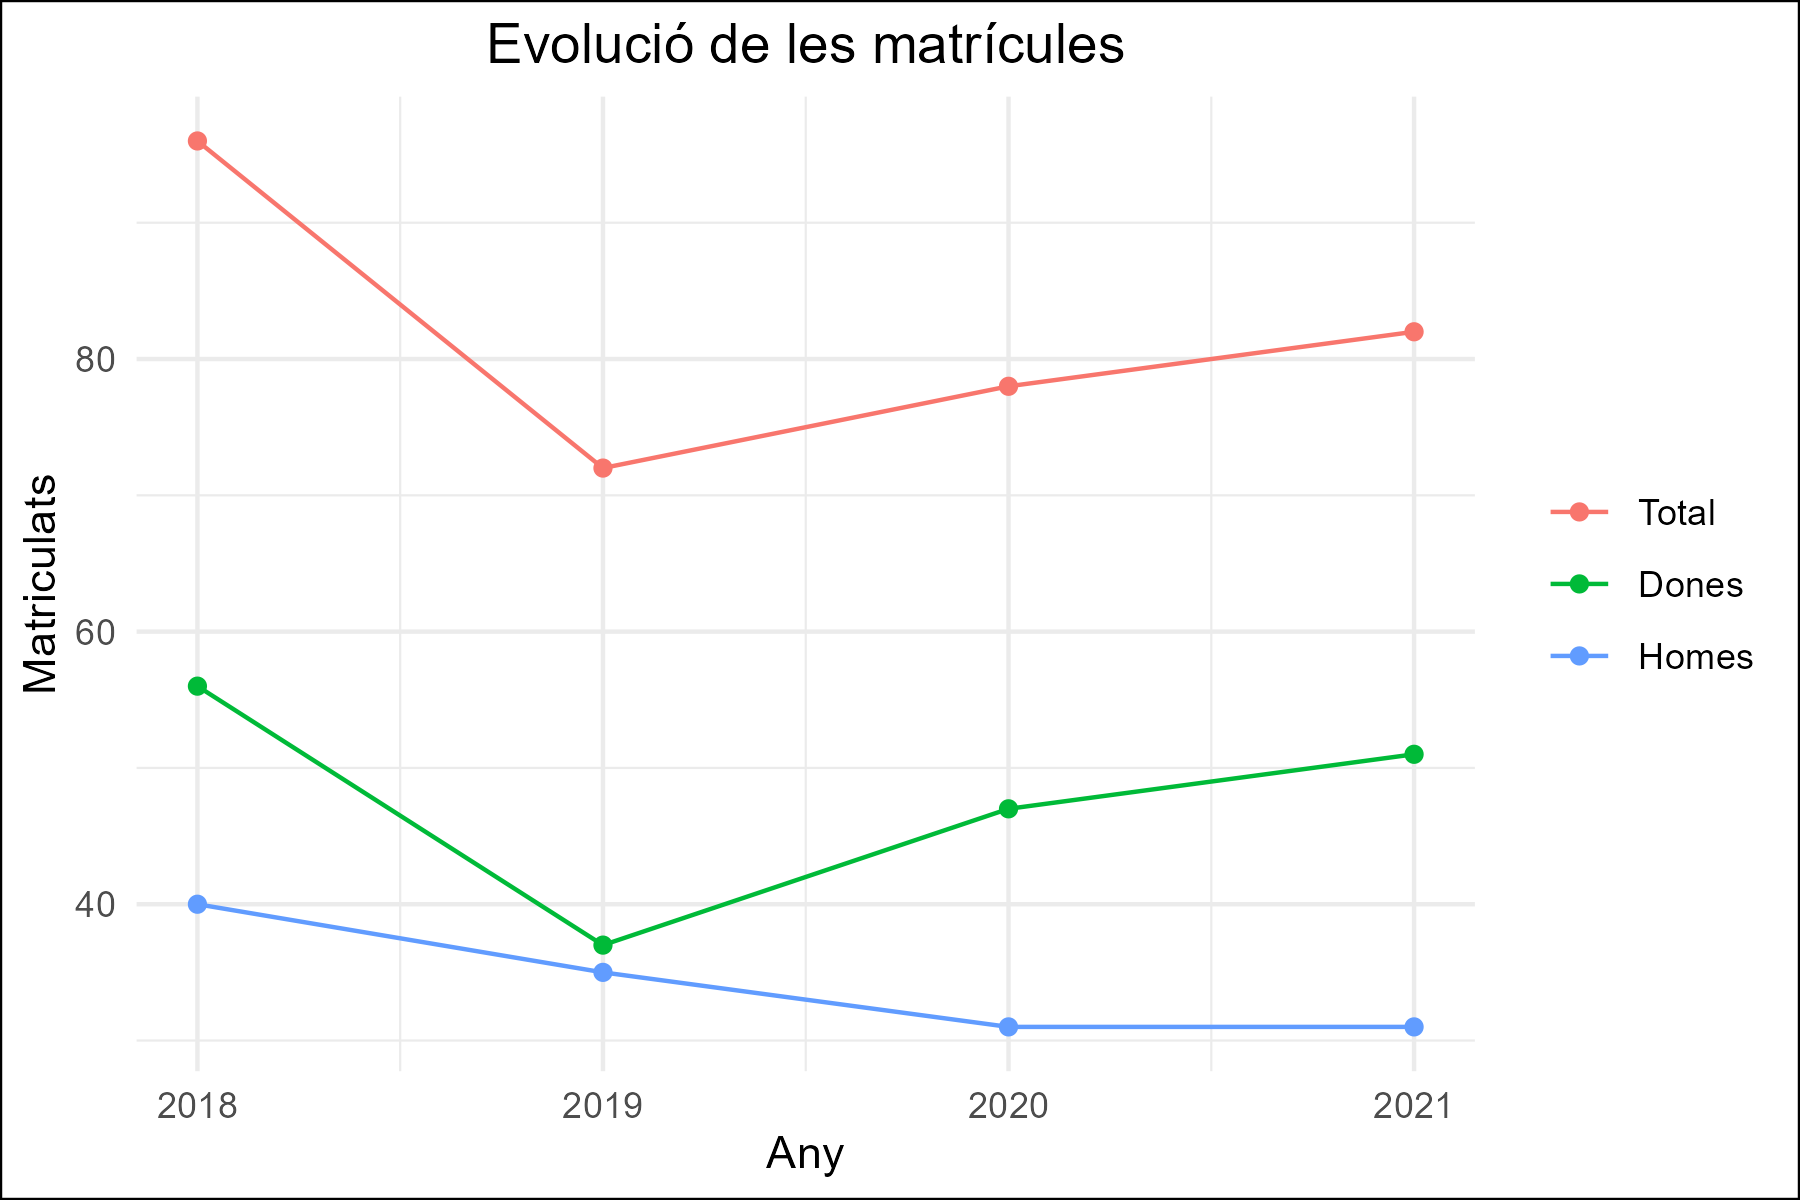 Evolució de les matrícules
Matriculats
80
60
40
2018
2019
2020
2021
Any
Total
Dones
Homes